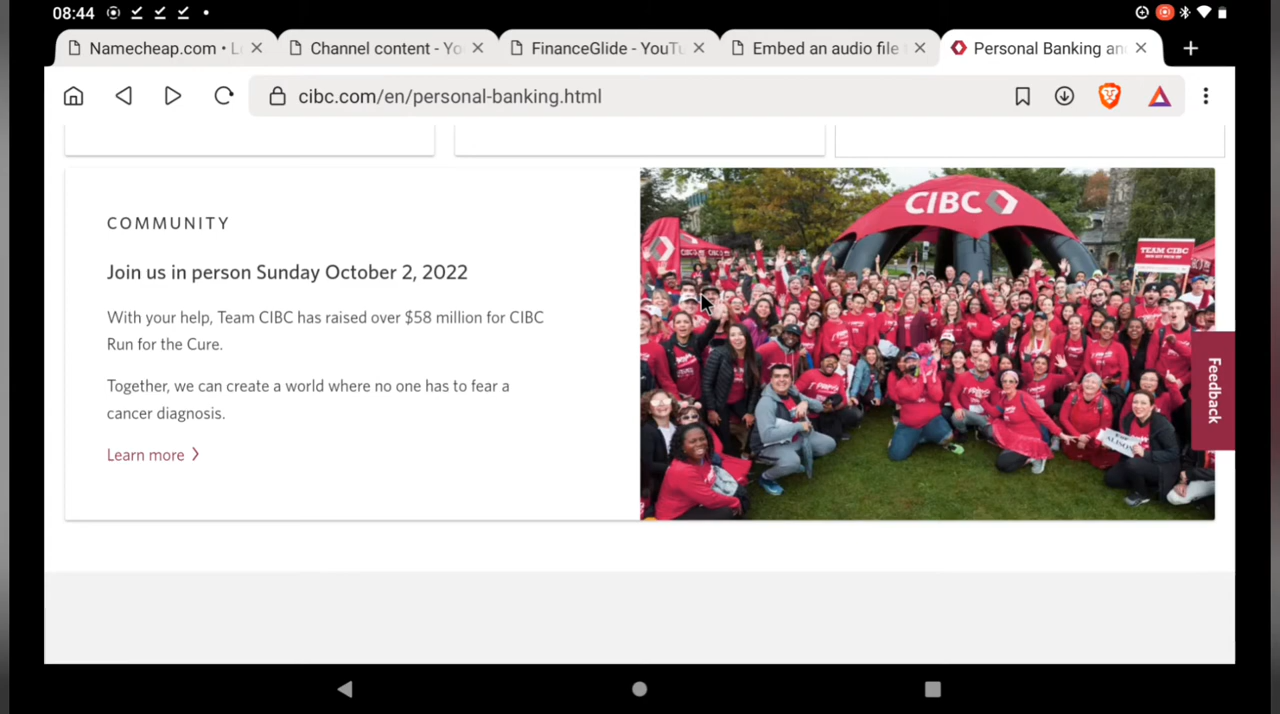 08:44
Namecheap.com • L
Channel content - Yo
FinanceGlide - YouTu
Embed an audio file
Personal Banking an
cibc.com/en/personal-banking.html
COMMUNITY
Join us in person Sunday October 2, 2022
With your help, Team CIBC has raised over $58 million for CIBC
Run for the Cure.
Together, we can create a world where no one has to fear a
cancer diagnosis.
Learn more
CIBC
TEAM CIBC
Feedback